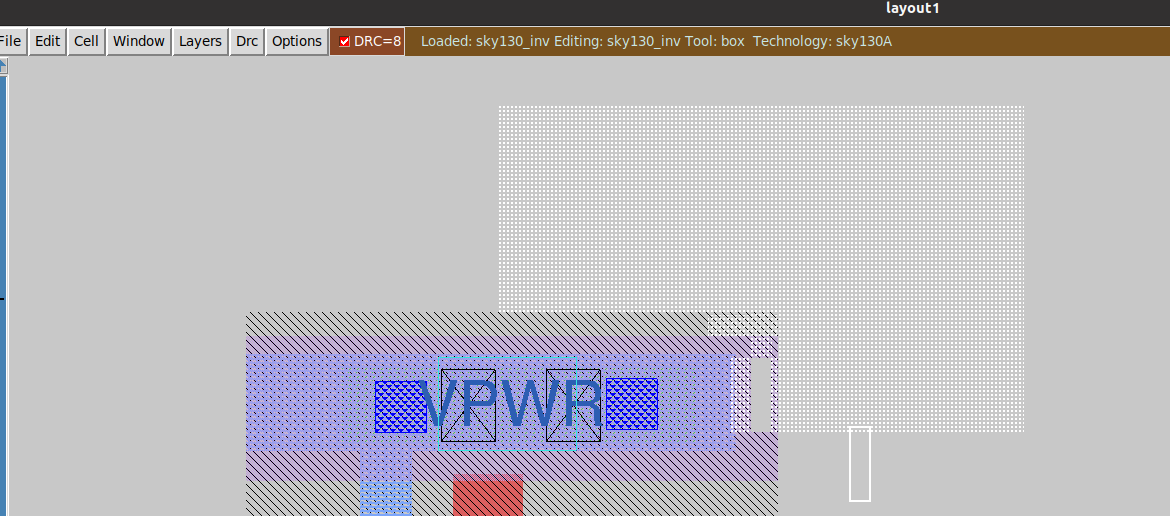 layout1
File Edit Cell Window Layers Drc Options DRC=8 Loaded: sky130_inv Editing: sky130_inv Tool: box Technology: sky130A
VPWR